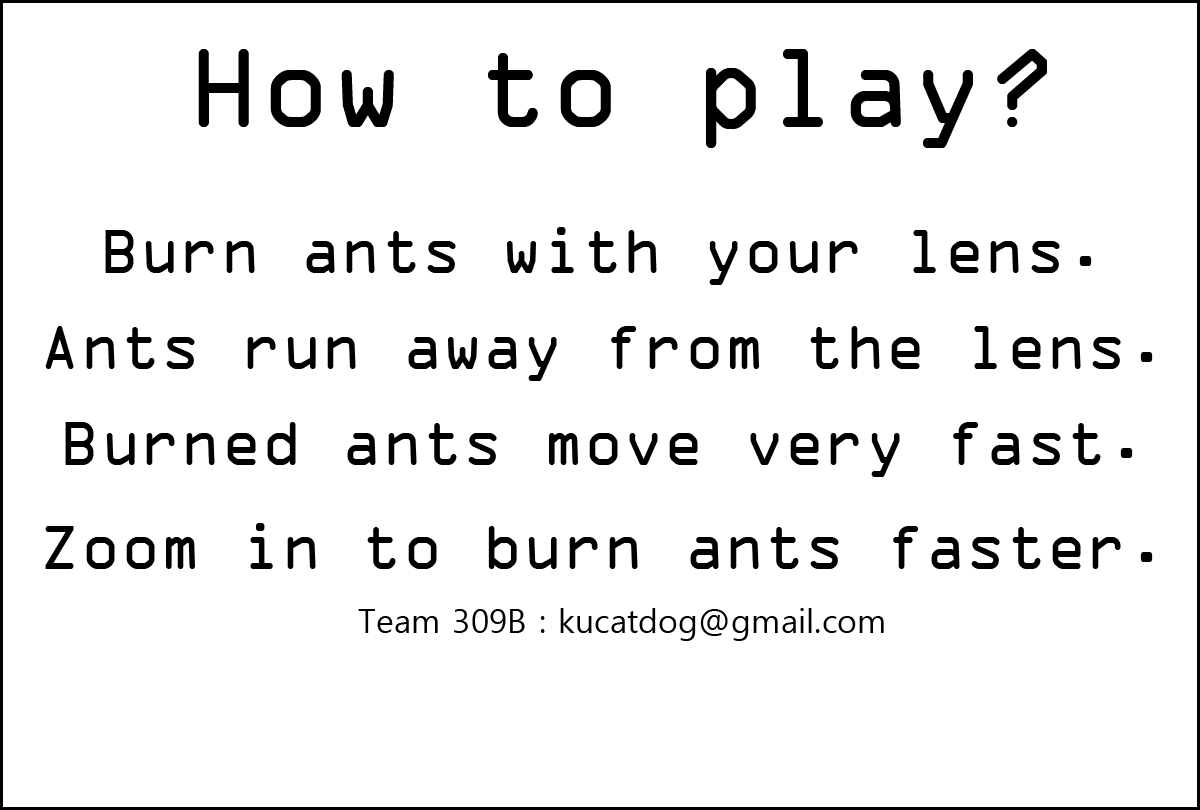 How to play?
Burn ants with your lens.
Ants run away from the lens.
Burned ants move very fast.
Zoom in to burn ants faster.
Team 309B : kucatdog@gmail.com